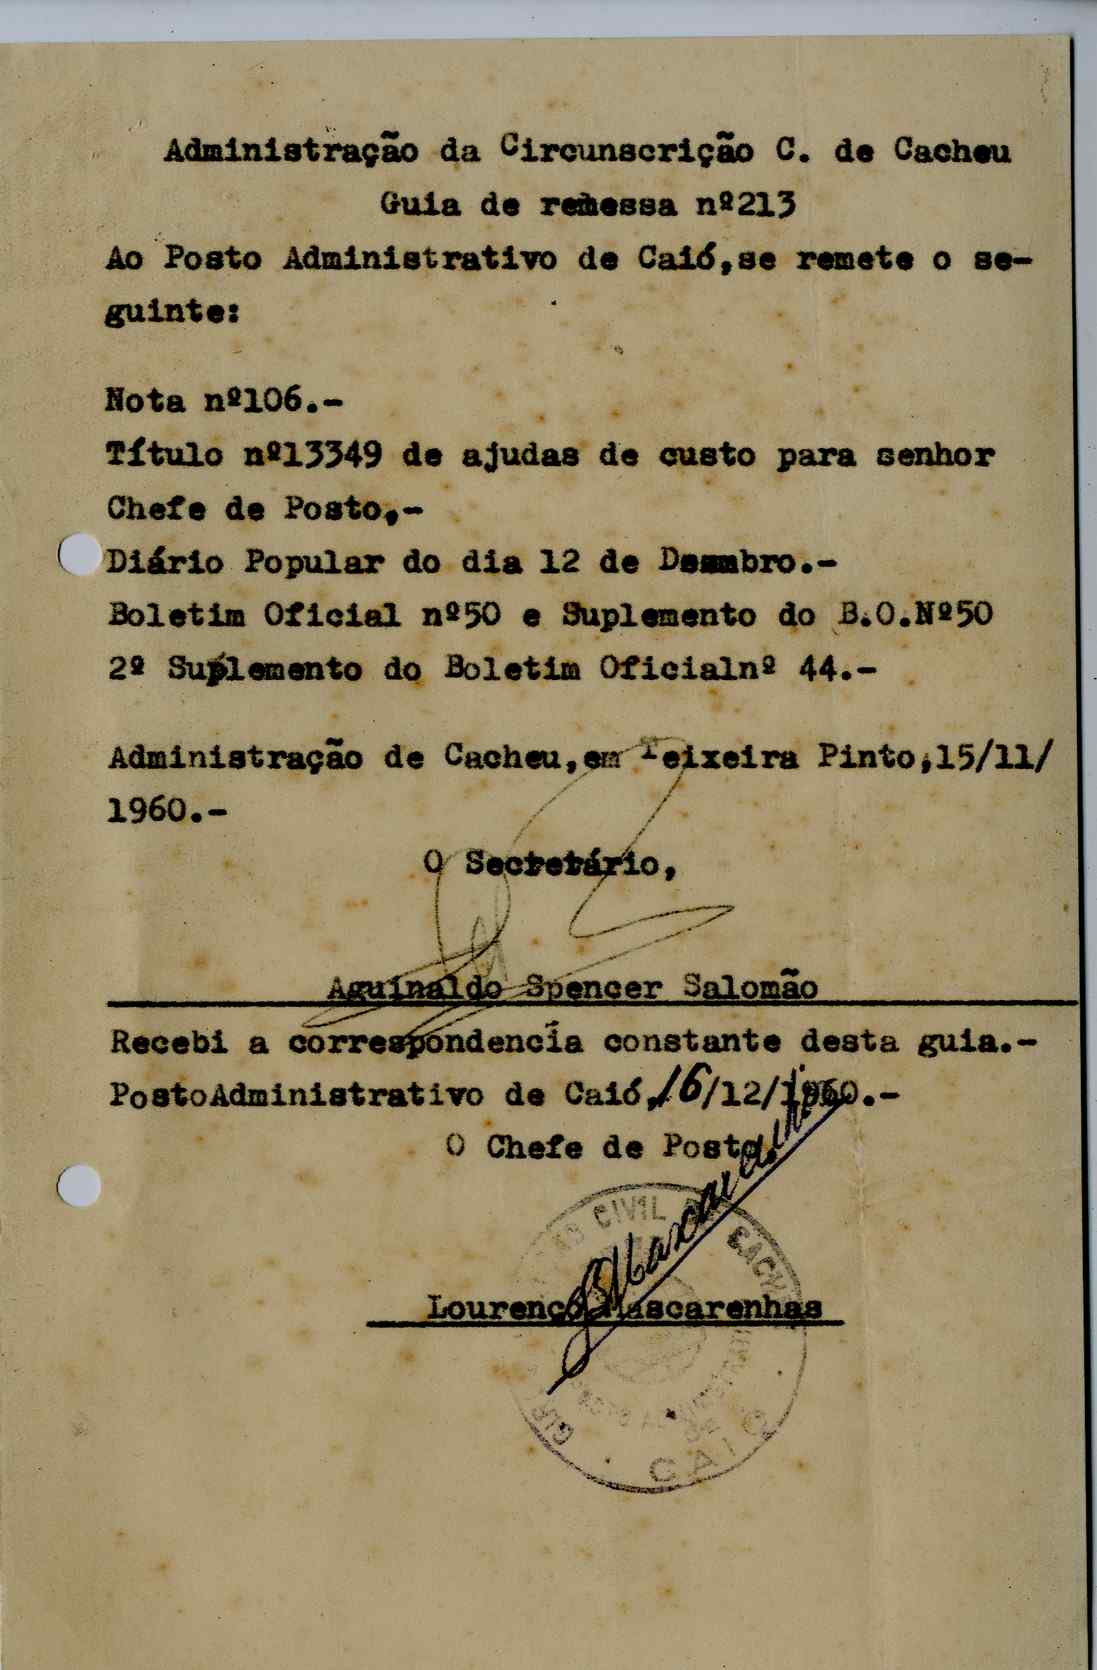 Administração da Circunscrição C. de Cacheu
Guia de remessa nº213
Ao Posto Administrativo de Caió,se remete o se-
guinte:
Nota nº106.-
Título nº13349 de ajudas de custo para senhor
Chefe de Posto,-
Diário Popular do dia 12 de Dsambro.-
Boletim Oficial nº50 e Suplemento do B.O.Nº50
2º Suplemento do Boletim Oficialnº 44.-
Administração de Cacheu,em Teixeira Pinto,15/11/
1960.-
O Secretário,
Aguinaldo Spencer Salomão
Recebi a correspondencia constante desta guia.-
PostoAdministrativo de Caió,16/12/1960.-
O Chefe de Posto,
Lourenço Mascarenhas
CIVIL
CAIÓ